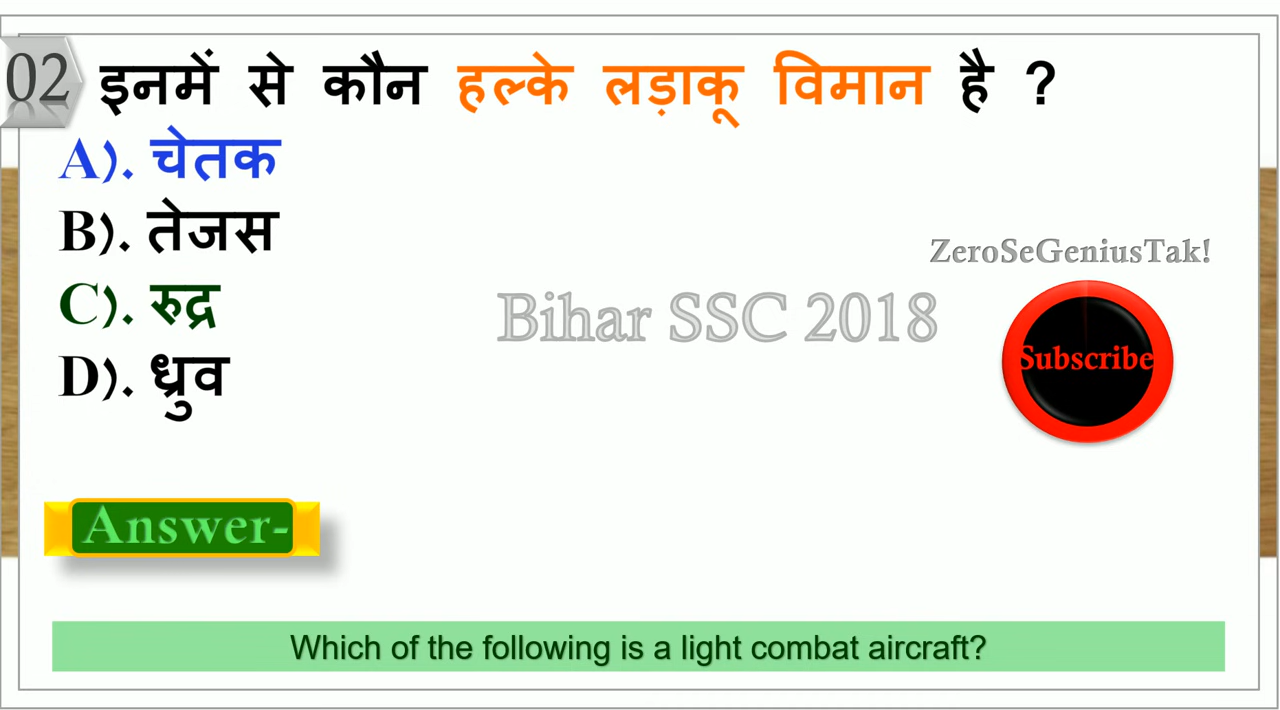 02 इनमें से कौन हल्के लड़ाकू विमान है ?
A). चेतक
B). तेजस
C). रुद्र
D). ध्रुव
ZeroSeGeniusTak!
Bihar SSC 2018
Subscribe
Answer-
Which of the following is a light combat aircraft?